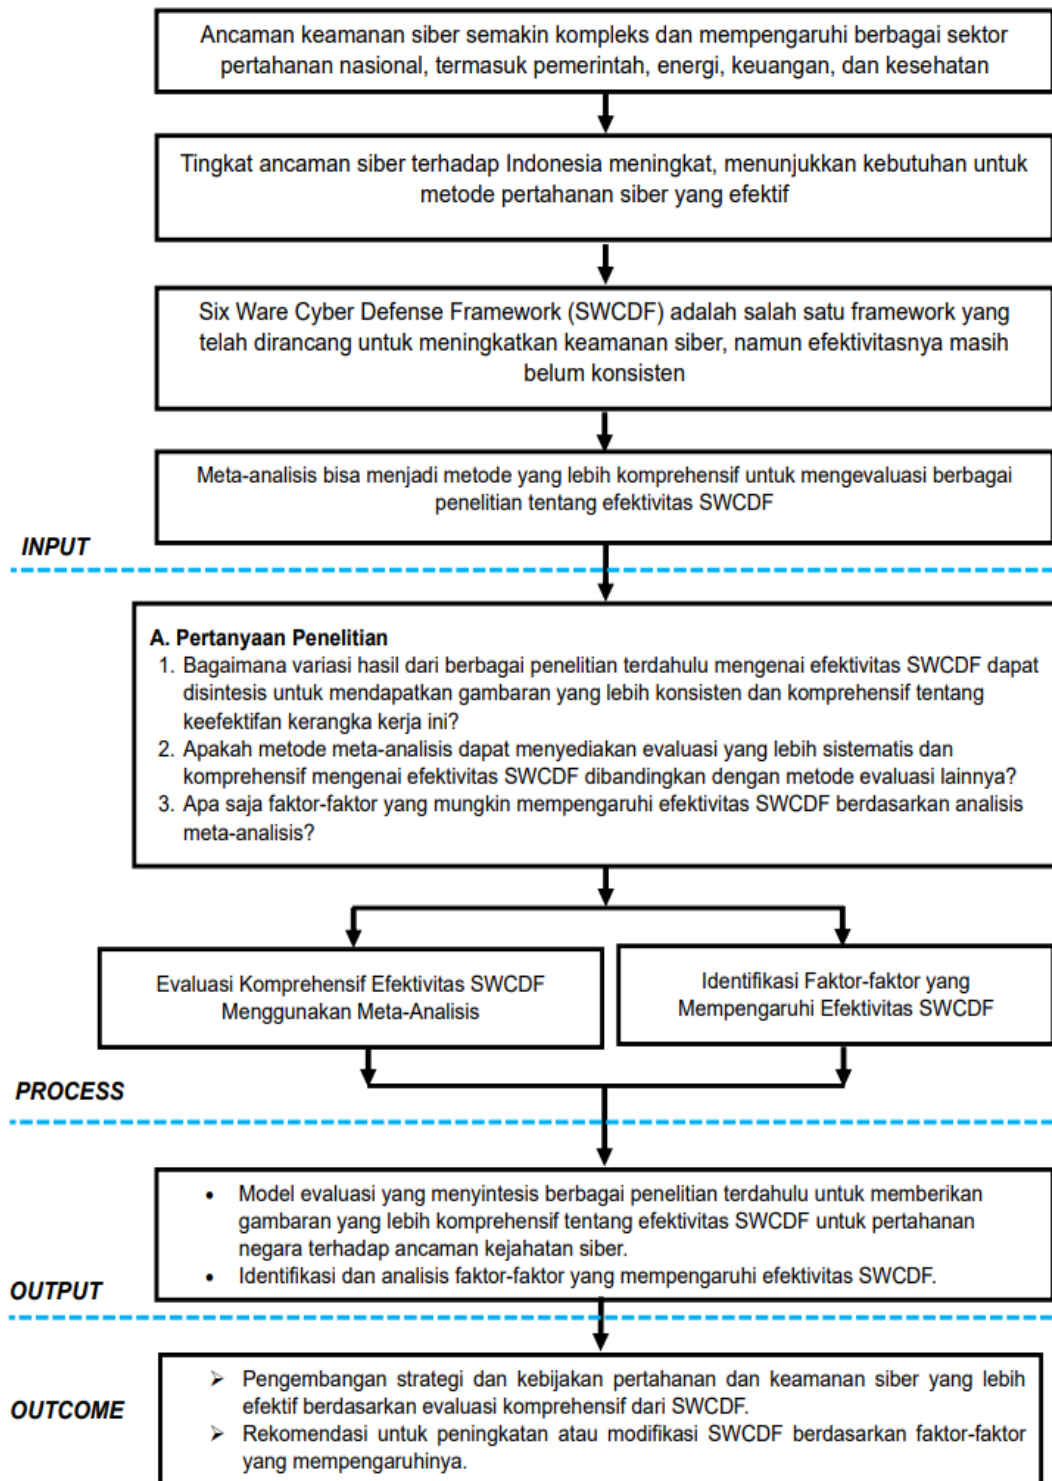 Ancaman keamanan siber semakin kompleks dan mempengaruhi berbagai sektor
pertahanan nasional, termasuk pemerintah, energi, keuangan, dan kesehatan
Tingkat ancaman siber terhadap Indonesia meningkat, menunjukkan kebutuhan untuk
metode pertahanan siber yang efektif
Six Ware Cyber Defense Framework (SWCDF) adalah salah satu framework yang
telah dirancang untuk meningkatkan keamanan siber, namun efektivitasnya masih
belum konsisten
Meta-analisis bisa menjadi metode yang lebih komprehensif untuk mengevaluasi berbagai
penelitian tentang efektivitas SWCDF
INPUT
A. Pertanyaan Penelitian
1. Bagaimana variasi hasil dari berbagai penelitian terdahulu mengenai efektivitas SWCDF dapat
disintesis untuk mendapatkan gambaran yang lebih konsisten dan komprehensif tentang
keefektifan kerangka kerja ini?
2. Apakah metode meta-analisis dapat menyediakan evaluasi yang lebih sistematis dan
komprehensif mengenai efektivitas SWCDF dibandingkan dengan metode evaluasi lainnya?
3. Apa saja faktor-faktor yang mungkin mempengaruhi efektivitas SWCDF berdasarkan analisis
meta-analisis?
Evaluasi Komprehensif Efektivitas SWCDF
Menggunakan Meta-Analisis
Identifikasi Faktor-faktor yang
Mempengaruhi Efektivitas SWCDF
PROCESS
• Model evaluasi yang menyintesis berbagai penelitian terdahulu untuk memberikan
gambaran yang lebih komprehensif tentang efektivitas SWCDF untuk pertahanan
negara terhadap ancaman kejahatan siber.
• Identifikasi dan analisis faktor-faktor yang mempengaruhi efektivitas SWCDF.
OUTPUT
➢ Pengembangan strategi dan kebijakan pertahanan dan keamanan siber yang lebih
efektif berdasarkan evaluasi komprehensif dari SWCDF.
OUTCOME
➢ Rekomendasi untuk peningkatan atau modifikasi SWCDF berdasarkan faktor-faktor
yang mempengaruhinya.